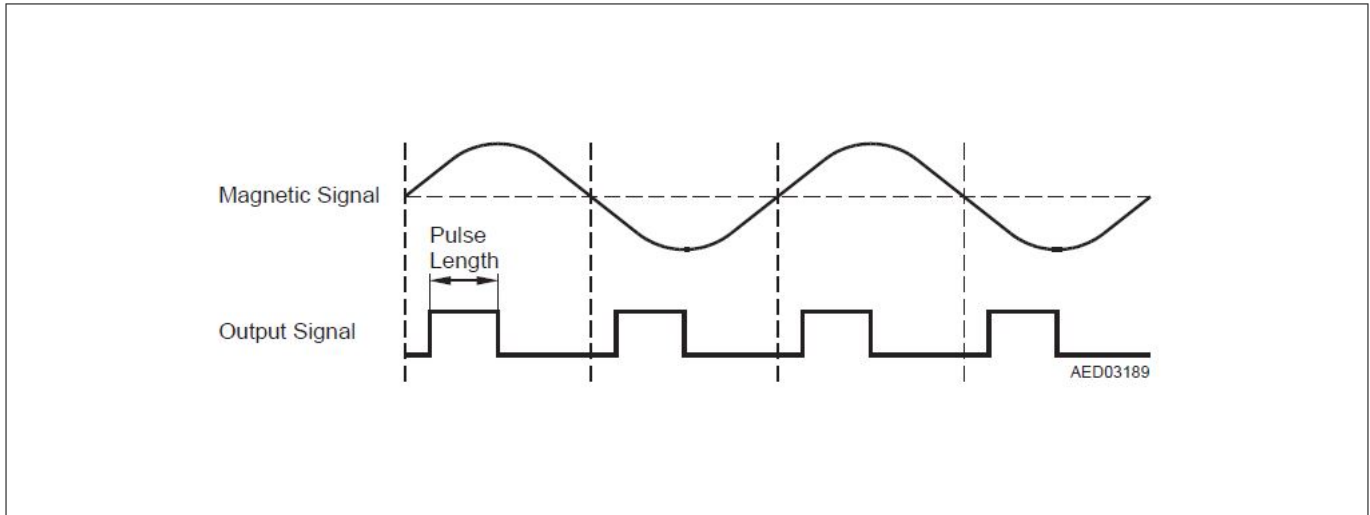 Magnetic Signal
Pulse
Length
Output Signal
AED03189